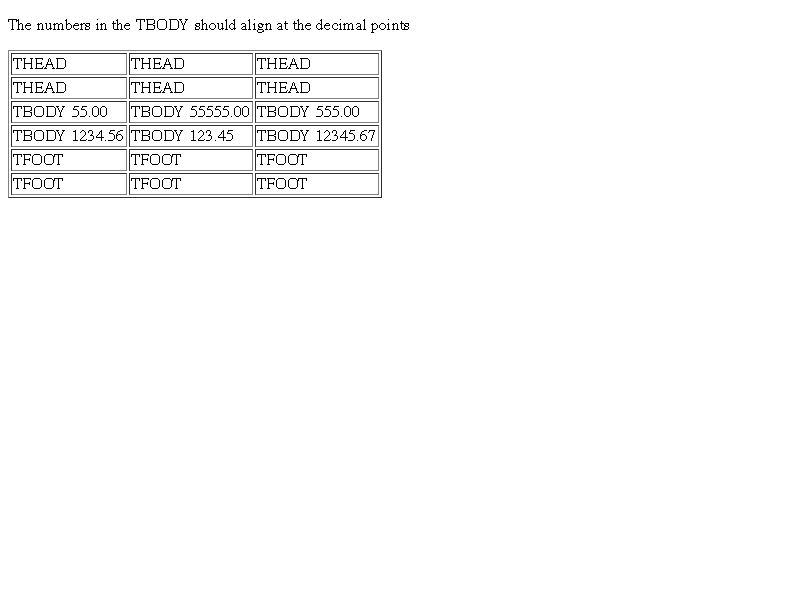 The numbers in the TBODY should align at the decimal points
THEAD THEAD THEAD
THEAD THEAD THEAD
TBODY 55.00 TBODY 55555.00 TBODY 555.00
TBODY 1234.56 TBODY 123.45 TBODY 12345.67
TFOOT TFOOT TFOOT
TFOOT TFOOT TFOOT